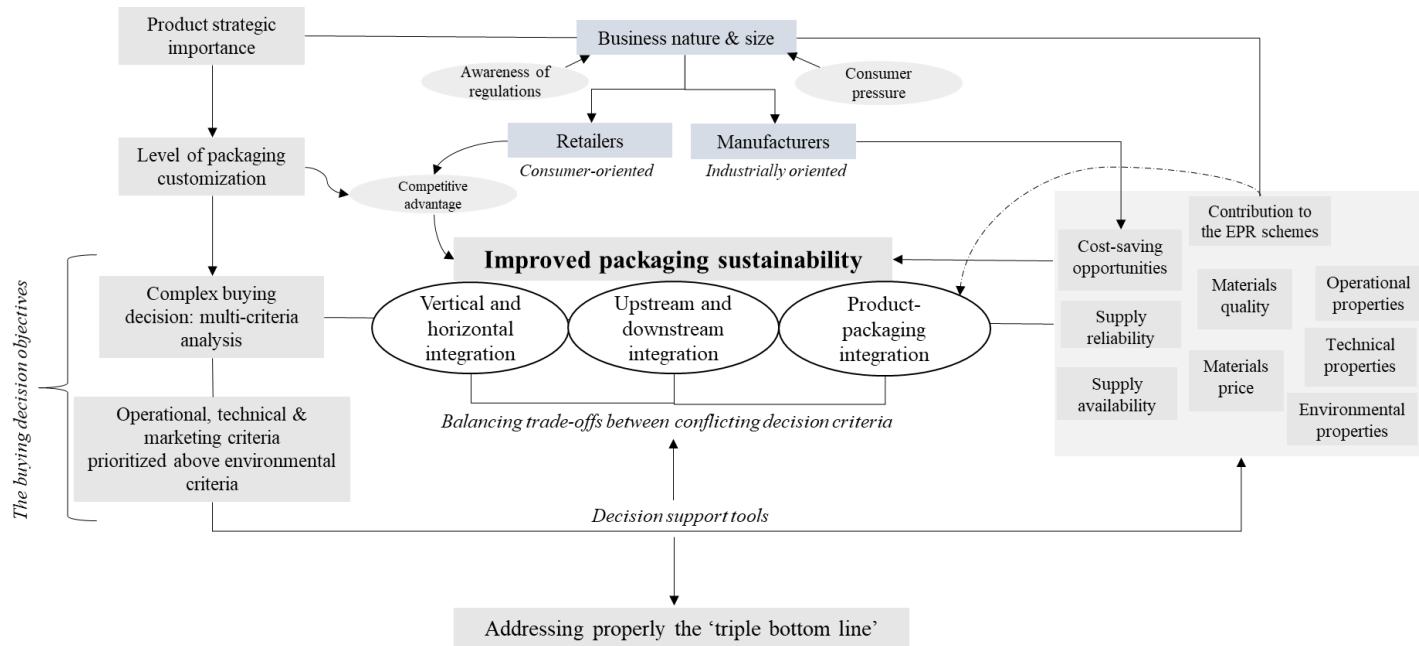 Product strategic
importance
Business nature & size
Awareness of
regulations
Consumer
pressure
Level of packaging
customization
Retailers
Consumer-oriented
Manufacturers
Industrially oriented
Competitive
advantage
Contribution to
the EPR schemes
Cost-saving
opportunities
Materials
quality
Operational
properties
Supply
reliability
Technical
properties
Materials
price
Supply
availability
Environmental
properties
Improved packaging sustainability
Vertical and
horizontal
integration
Upstream and
downstream
integration
Product-
packaging
integration
The buying decision objectives
Complex buying
decision: multi-criteria
analysis
Operational, technical &
marketing criteria
prioritized above environmental
criteria
Balancing trade-offs between conflicting decision criteria
Decision support tools
Addressing properly the ‘triple bottom line’